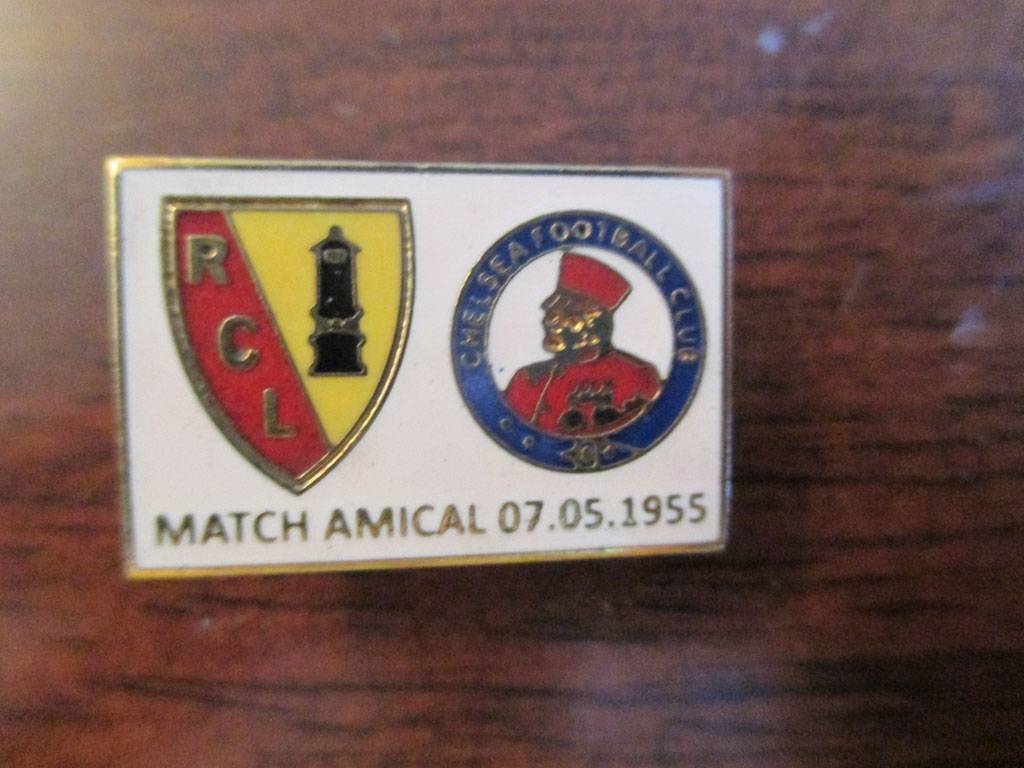 R
C
L
CHELSEA FOOTBALL CLUB
MATCH AMICAL 07.05.1955